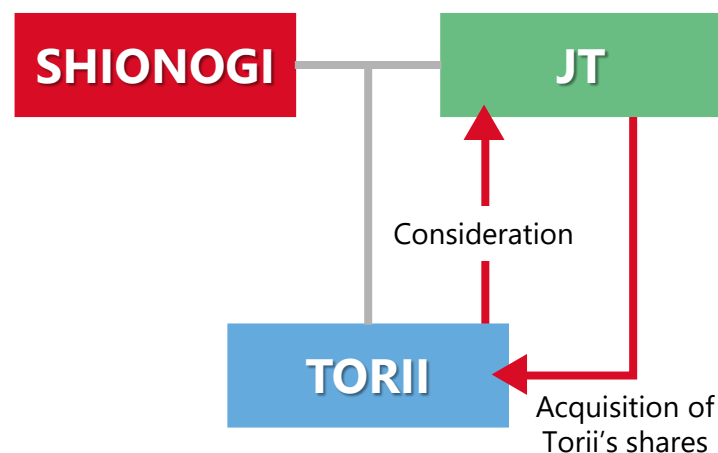 SHIONOGI
JT
Consideration
TORII
Acquisition of
Torii’s shares